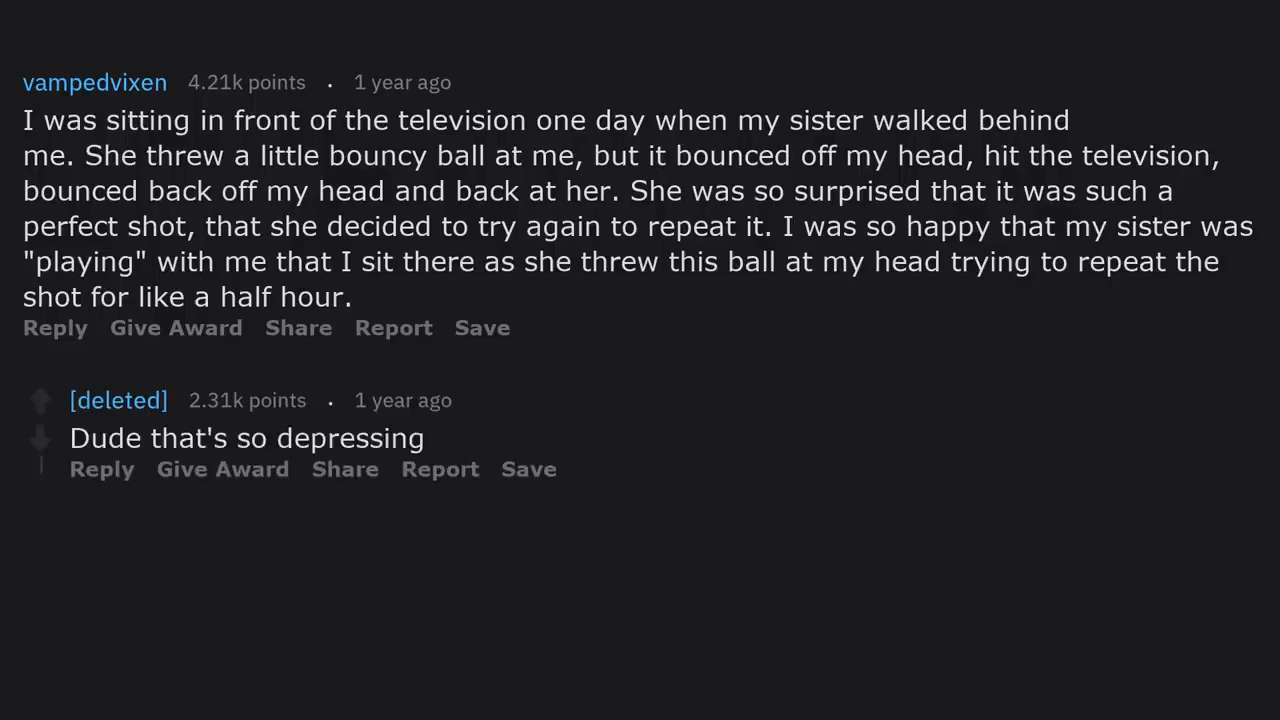 vampedvixen 4.21k points . 1 year ago
I was sitting in front of the television one day when my sister walked behind
me. She threw a little bouncy ball at me, but it bounced off my head, hit the television,
bounced back off my head and back at her. She was so surprised that it was such a
perfect shot, that she decided to try again to repeat it. I was so happy that my sister was
"playing" with me that I sit there as she threw this ball at my head trying to repeat the
shot for like a half hour.
Reply Give Award Share Report Save
[deleted] 2.31k points . 1 year ago
Dude that's so depressing
Reply Give Award Share Report Save